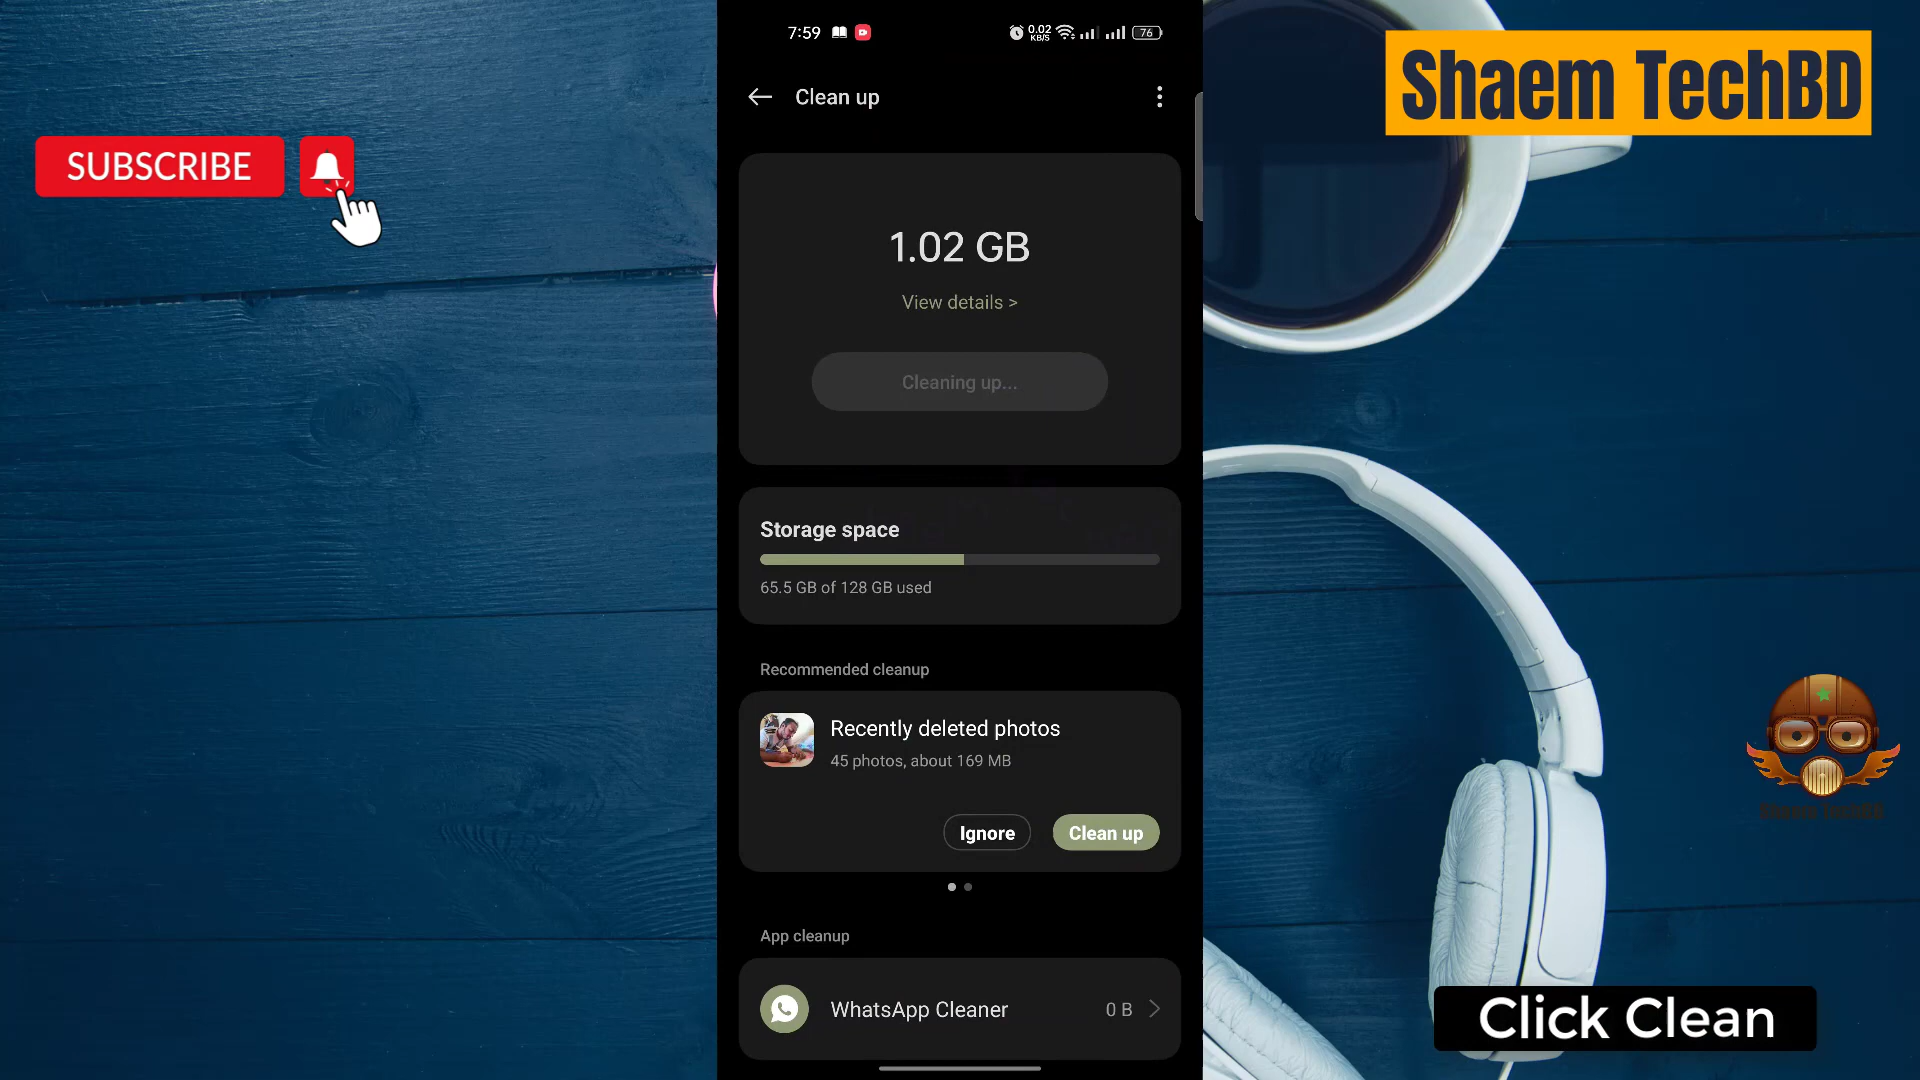 7:59
0.02
KB/S
76
Shaem TechBD
Clean up
SUBSCRIBE
1.02 GB
View details >
Cleaning up...
Storage space
65.5 GB of 128 GB used
Recommended cleanup
Recently deleted photos
45 photos, about 169 MB
Ignore
Clean up
Shaem TechBD
App cleanup
WhatsApp Cleaner
0 B
Click Clean